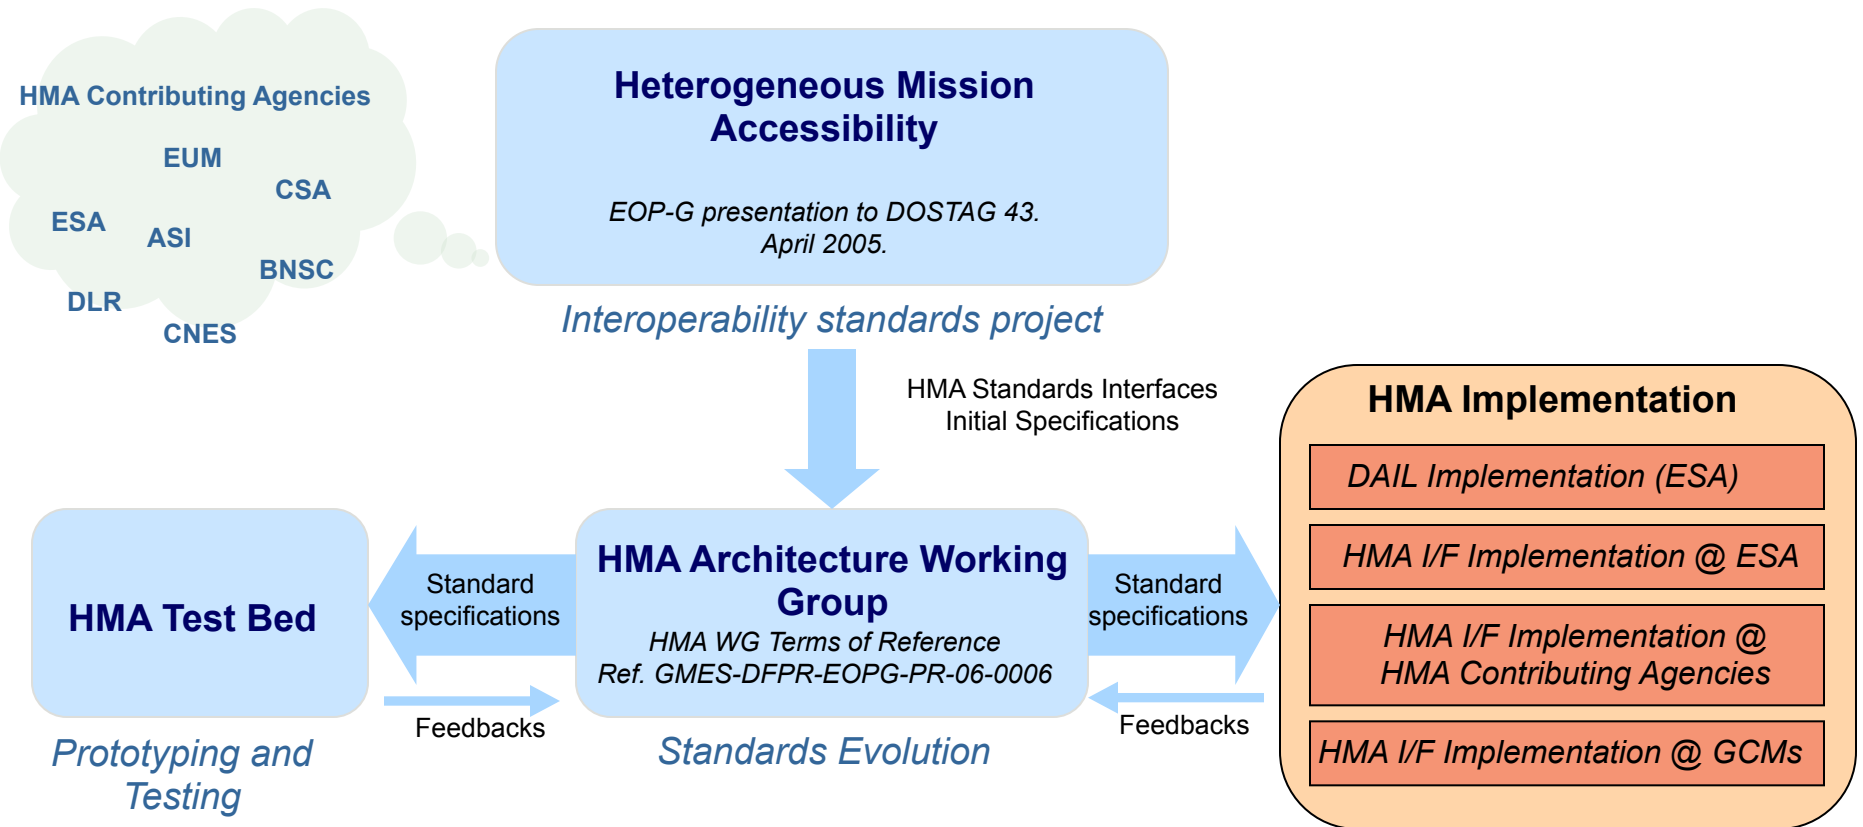 HMA Contributing Agencies
EUM
CSA
ESA
ASI
BNSC
DLR
CNES
Heterogeneous Mission
Accessibility
EOP-G presentation to DOSTAG 43.
April 2005.
Interoperability standards project
HMA Standards Interfaces
Initial Specifications
HMA Test Bed
Prototyping and
Testing
Standard
specifications
Feedbacks
HMA Architecture Working
Group
HMA WG Terms of Reference
Ref. GMES-DFPR-EOPG-PR-06-0006
Standards Evolution
Standard
specifications
Feedbacks
HMA Implementation
DAIL Implementation (ESA)
HMA I/F Implementation @ ESA
HMA I/F Implementation @
HMA Contributing Agencies
HMA I/F Implementation @ GCMs